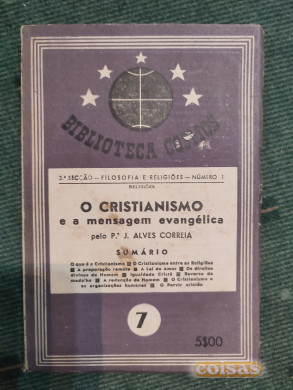 BIBLIOTECA COSMOS
2.ª SECÇÃO — FILOSOFIA E RELIGIÕES — NÚMERO 1
RELIGIÕES
O CRISTIANISMO
e a mensagem evangélica
pelo P.e J. ALVES CORREIA
SUMÁRIO
O que é o Cristianismo ■ O Cristianismo entre as Religiões
■ A preparação remota ■ A Lei do Amor ■ Os direitos
divinos do Homem ■ Igualdade Cristã ■ Reverso da
medalha ■ A redenção do Homem ■ O Cristianismo e
as organizações humanas ■ O Porvir cristão
7
5$00
coisas